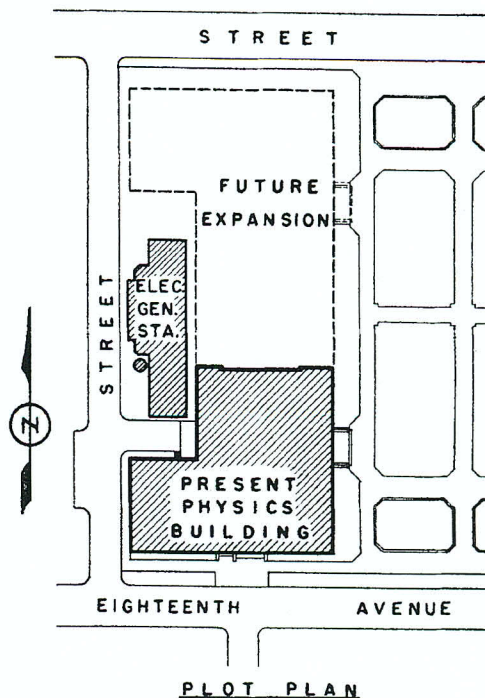 STREET
FUTURE
EXPANSION
ELEC.
GEN.
STA.
STREET
N
PRESENT
PHYSICS
BUILDING
EIGHTEENTH AVENUE
PLOT PLAN